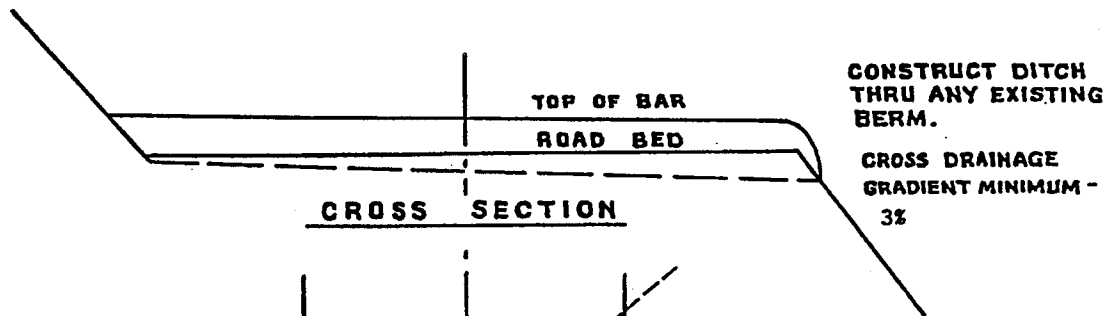 TOP OF BAR
ROAD BED
CROSS SECTION
CONSTRUCT DITCH
THRU ANY EXISTING
BERM.
CROSS DRAINAGE
GRADIENT MINIMUM -
3%